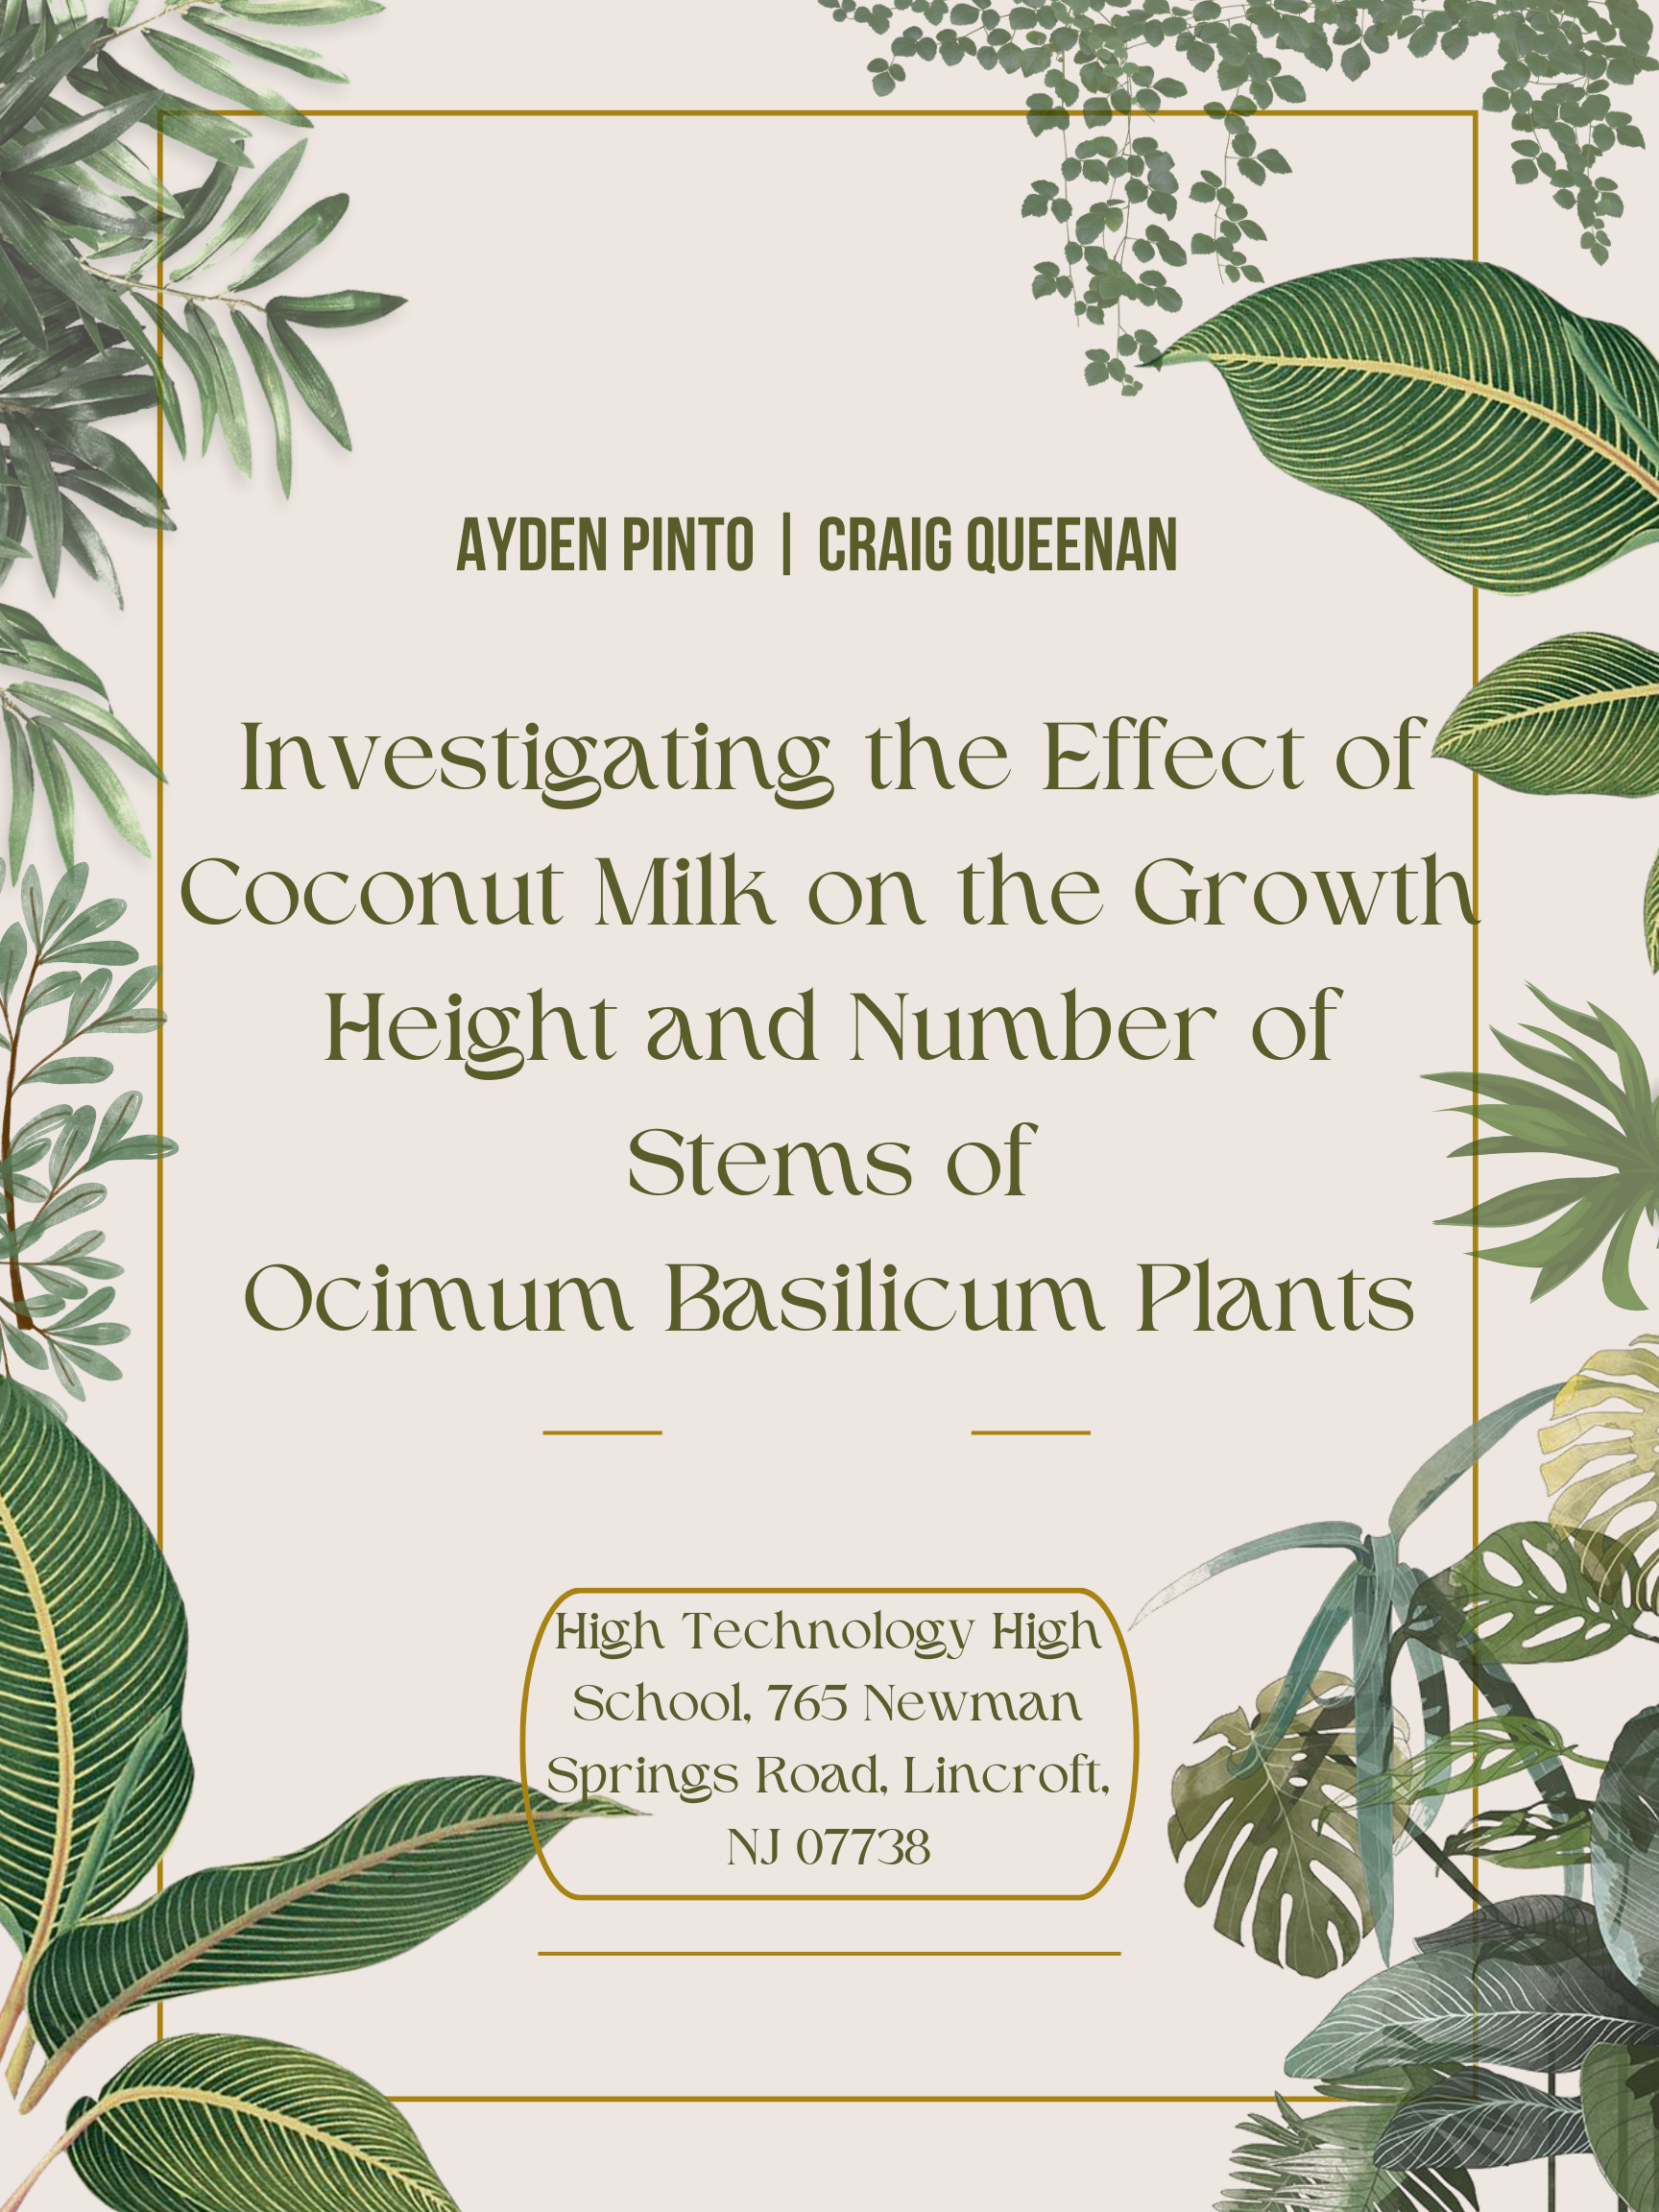 AYDEN PINTO | CRAIG QUEENAN
Investigating the Effect of
Coconut Milk on the Growth
Height and Number of
Stems of
Ocimum Basilicum Plants
High Technology High
School, 765 Newman
Springs Road, Lincroft,
NJ 07738